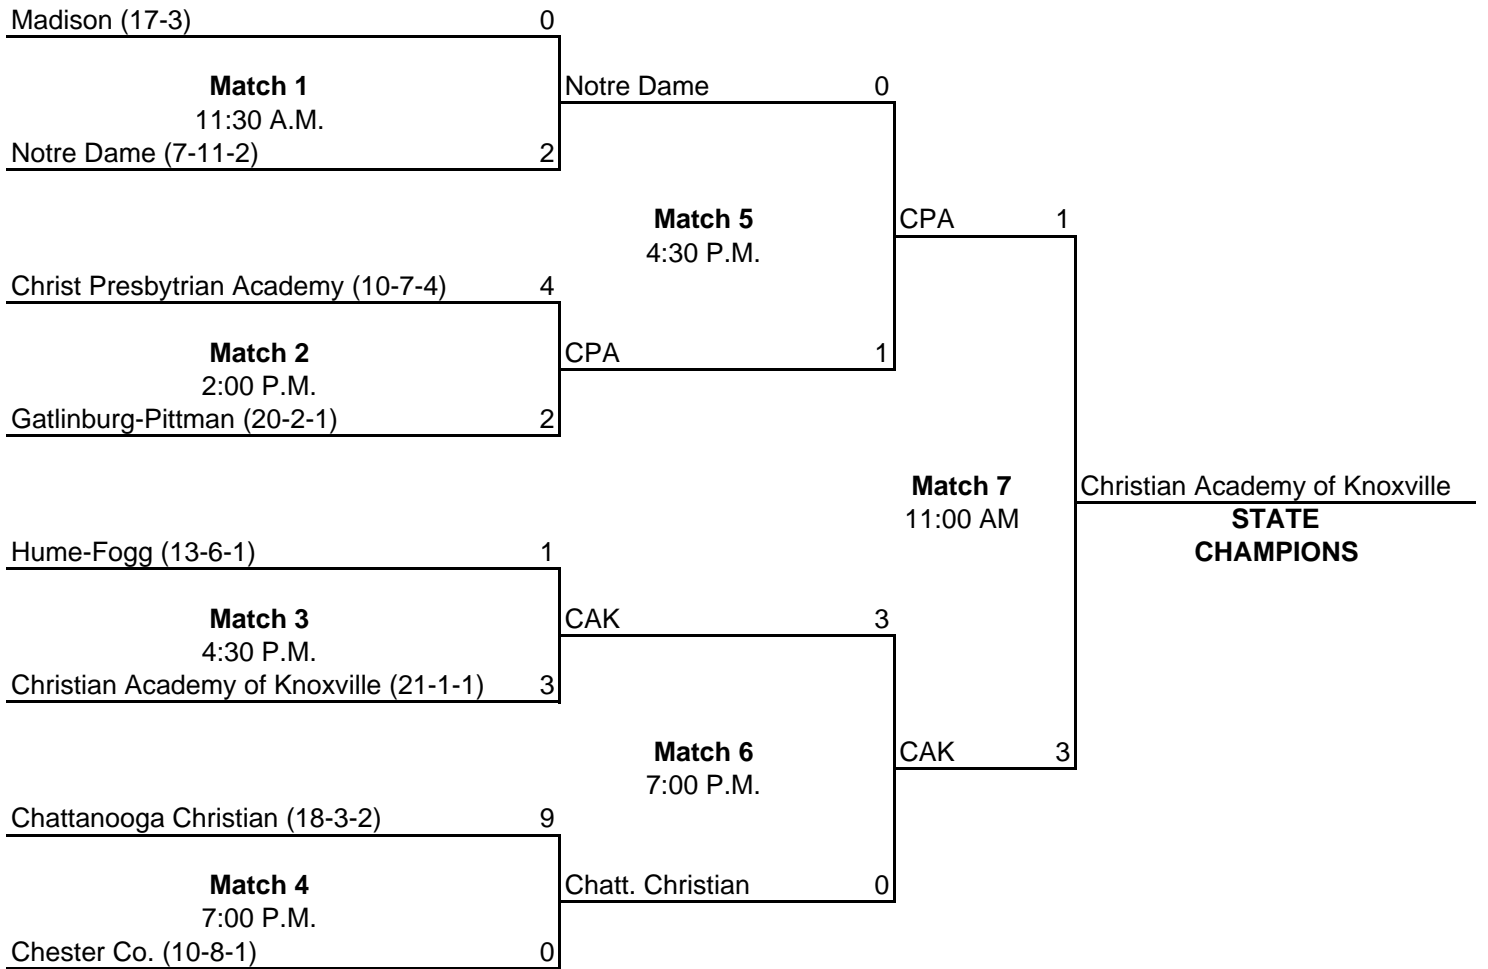 Madison (17-3) 0
Match 1
11:30 A.M.
Notre Dame (7-11-2) 2
Notre Dame 0
Match 5
4:30 P.M.
CPA 1
Christ Presbytrian Academy (10-7-4) 4
Match 2
2:00 P.M.
Gatlinburg-Pittman (20-2-1) 2
CPA 1
Match 7
11:00 AM
Christian Academy of Knoxville
STATE
CHAMPIONS
Hume-Fogg (13-6-1) 1
Match 3
4:30 P.M.
Christian Academy of Knoxville (21-1-1) 3
CAK 3
Match 6
7:00 P.M.
CAK 3
Chattanooga Christian (18-3-2) 9
Match 4
7:00 P.M.
Chester Co. (10-8-1) 0
Chatt. Christian 0